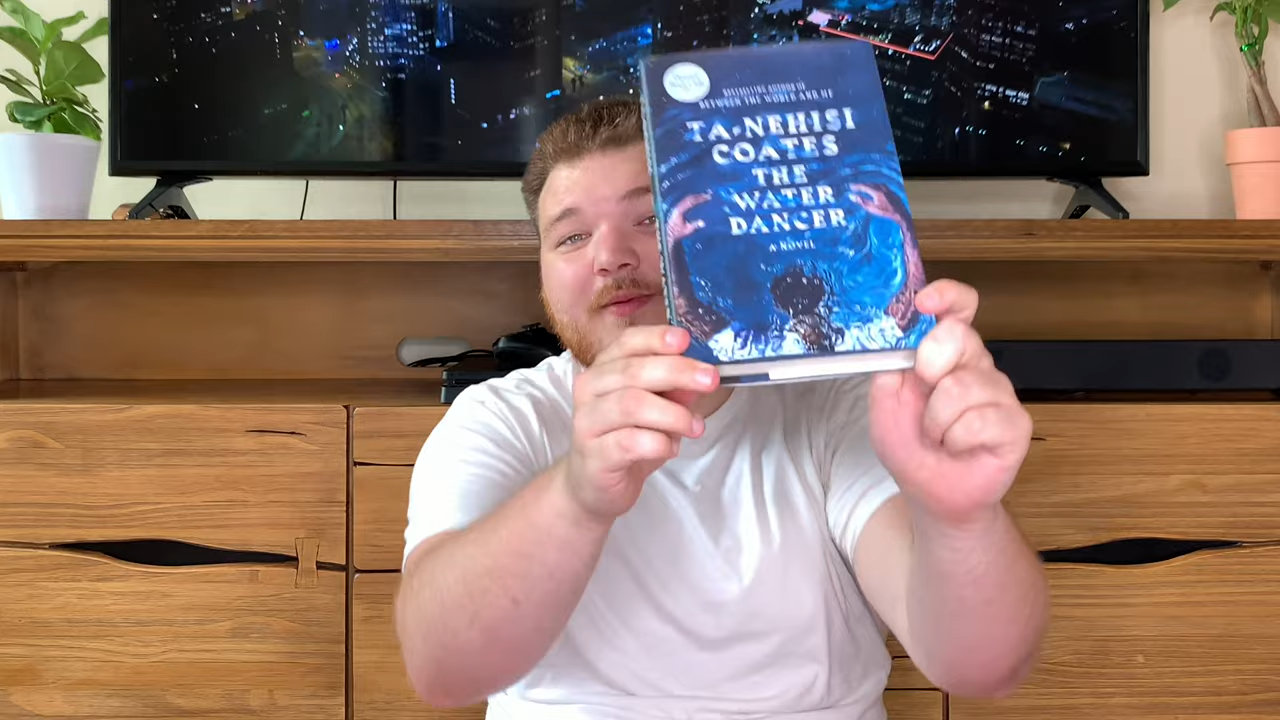 BESTSELLING AUTHOR OF
BETWEEN THE WORLD AND ME
TA-NEHISI
COATES
THE
WATER
DANCER
A NOVEL